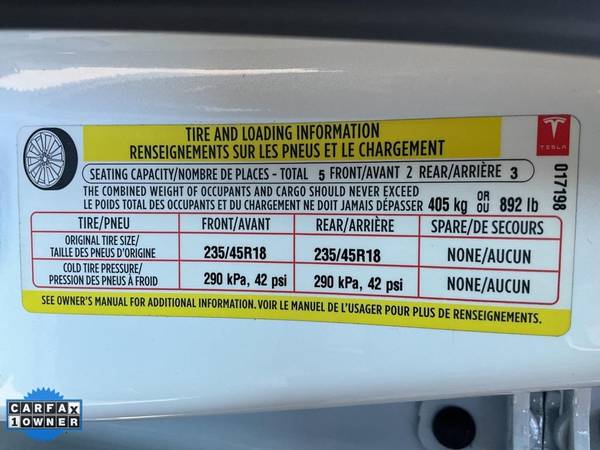 TIRE AND LOADING INFORMATION
RENSEIGNEMENTS SUR LES PNEUS ET LE CHARGEMENT
TESLA
017198
SEATING CAPACITY/NOMBRE DE PLACES - TOTAL 5 FRONT/AVANT 2 REAR/ARRIÈRE 3
THE COMBINED WEIGHT OF OCCUPANTS AND CARGO SHOULD NEVER EXCEED
LE POIDS TOTAL DES OCCUPANTS ET DU CHARGEMENT NE DOIT JAMAIS DÉPASSER 405 kg OR OU 892 lb
TIRE/PNEU FRONT/AVANT REAR/ARRIÈRE SPARE/DE SECOURS
ORIGINAL TIRE SIZE/
TAILLE DES PNEUS D'ORIGINE 235/45R18 235/45R18 NONE/AUCUN
COLD TIRE PRESSURE/
PRESSION DES PNEUS À FROID 290 kPa, 42 psi 290 kPa, 42 psi NONE/AUCUN
SEE OWNER'S MANUAL FOR ADDITIONAL INFORMATION. VOIR LE MANUEL DE L'USAGER POUR PLUS DE RENSEIGNEMENTS.
CARFAX
1 OWNER